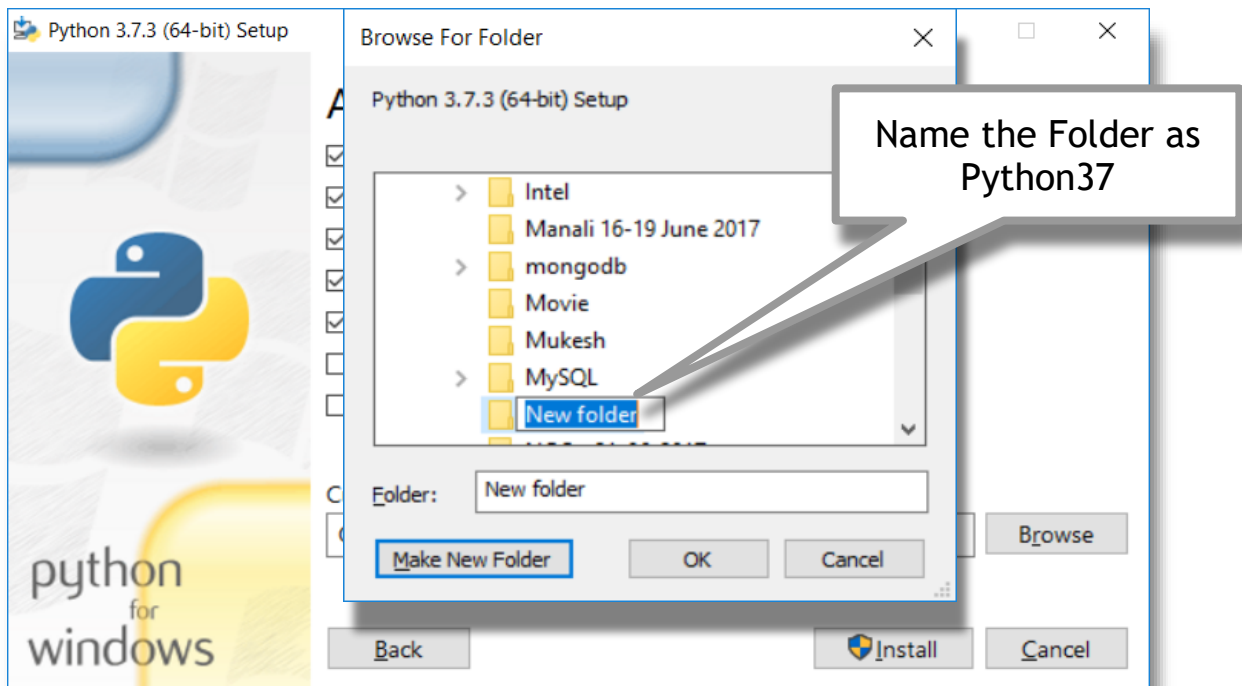 Python 3.7.3 (64-bit) Setup
Browse For Folder
Python 3.7.3 (64-bit) Setup
Name the Folder as
Python37
Intel
Manali 16-19 June 2017
mongodb
Movie
Mukesh
MySQL
New folder
Folder: New folder
Make New Folder OK Cancel
Browse
python
for
windows
Back Install Cancel